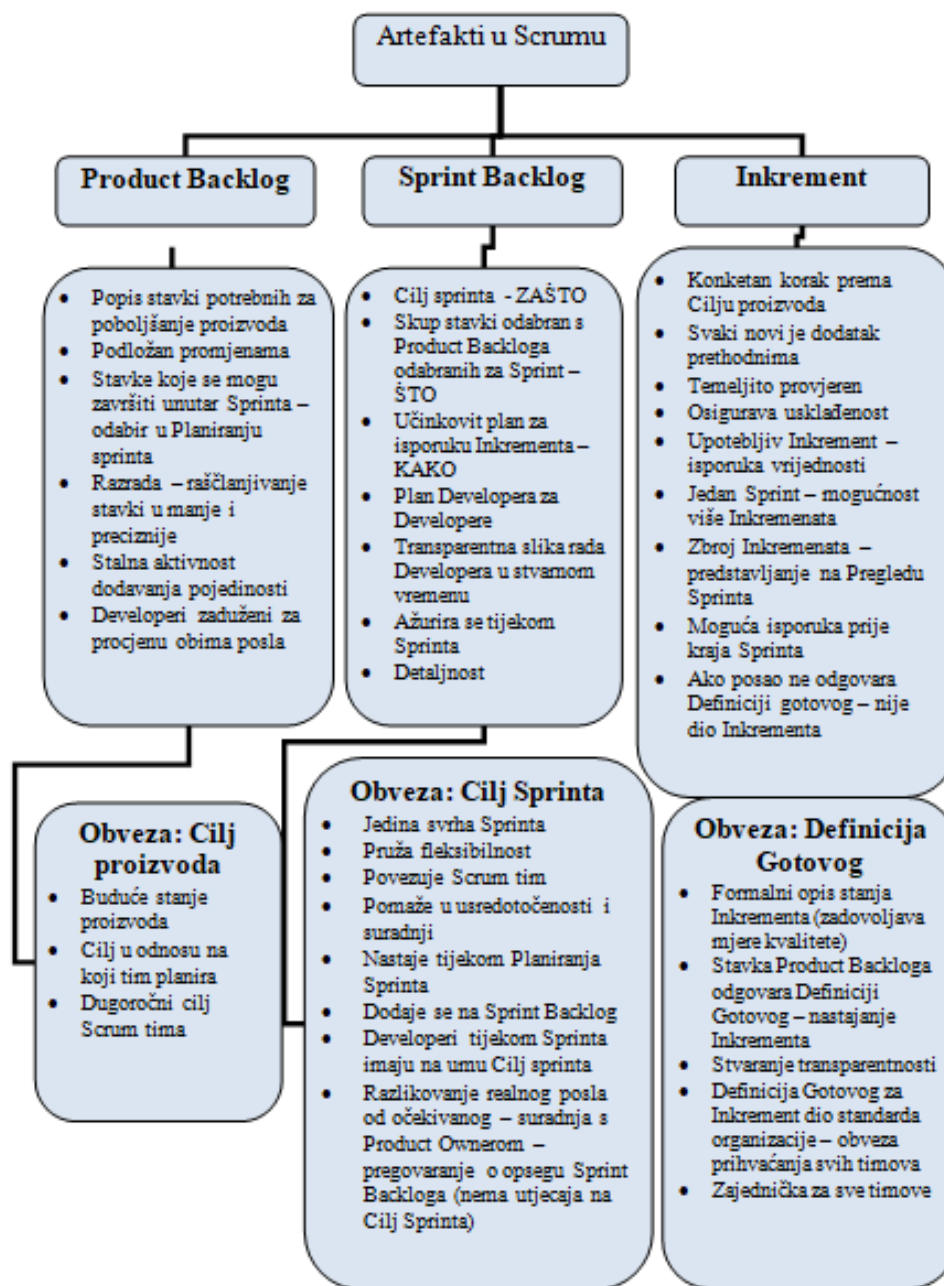 Artefakti u Scrumu
Product Backlog
Popis stavki potrebnih za
poboljšanje proizvoda
Podložan promjenama
Stavke koje se mogu
završiti unutar Sprinta –
odabir u Planiranju
sprinta
Razrada – raščlanjivanje
stavki u manje i
preciznije
Stalna aktivnost
dodavanja pojedinosti
Developeri zaduženi za
procjenu obima posla
Obveza: Cilj
proizvoda
Buduće stanje
proizvoda
Cilj u odnosu na
koji tim planira
Dugoročni cilj
Scrum tima
Sprint Backlog
Cilj sprinta - ZAŠTO
Skup stavki odabran s
Product Backloga
odabranih za Sprint –
ŠTO
Učinkovit plan za
isporuku Inkrementa –
KAKO
Plan Developera za
Developere
Transparentna slika rada
Developera u stvarnom
vremenu
Ažurira se tijekom
Sprinta
Detaljnost
Obveza: Cilj Sprinta
Jedina svrha Sprinta
Pruža fleksibilnost
Povezuje Scrum tim
Pomaže u usredotočenosti i
suradnji
Nastaje tijekom Planiranja
Sprinta
Dodaje se na Sprint Backlog
Developeri tijekom Sprinta
imaju na umu Cilj sprinta
Razlikovanje realnog posla
od očekivanog – suradnja s
Product Ownerom –
pregovaranje o opsegu Sprint
Backloga (nema utjecaja na
Cilj Sprinta)
Inkrement
Konketan korak prema
Cilju proizvoda
Svaki novi je dodatak
prethodnima
Temeljito provjeren
Osigurava usklađenost
Upotebljiv Inkrement –
isporuka vrijednosti
Jedan Sprint – mogućnost
više Inkremenata
Zbroj Inkremenata –
predstavljanje na Pregledu
Sprinta
Moguća isporuka prije
kraja Sprinta
Ako posao ne odgovara
Definiciji gotovog – nije
dio Inkrementa
Obveza: Definicija
Gotovog
Formalni opis stanja
Inkrementa (zadovoljava
mjere kvalitete)
Stavka Product Backloga
odgovara Definiciji
Gotovog – nastajanje
Inkrementa
Stvaranje transparentnosti
Definicija Gotovog za
Inkrement dio standarda
organizacije – obveza
prihvaćanja svih timova
Zajednička za sve timove